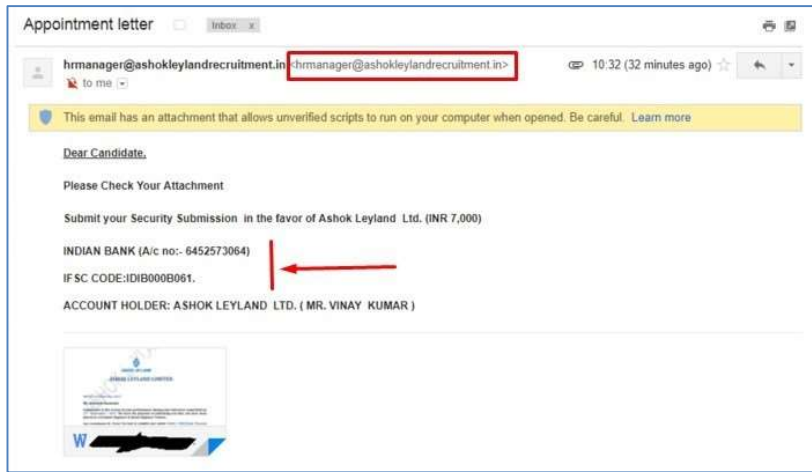 Appointment letter Inbox x
hrmanager@ashokleylandrecruitment.in <hrmanager@ashokleylandrecruitment.in> 10:32 (32 minutes ago)
to me
This email has an attachment that allows unverified scripts to run on your computer when opened. Be careful. Learn more
Dear Candidate,
Please Check Your Attachment
Submit your Security Submission in the favor of Ashok Leyland Ltd. (INR 7,000)
INDIAN BANK (A/c no:- 6452573064)
IFSC CODE:IDIB000B061.
ACCOUNT HOLDER: ASHOK LEYLAND LTD. ( MR. VINAY KUMAR )
ASHOK LEYLAND LIMITED
W